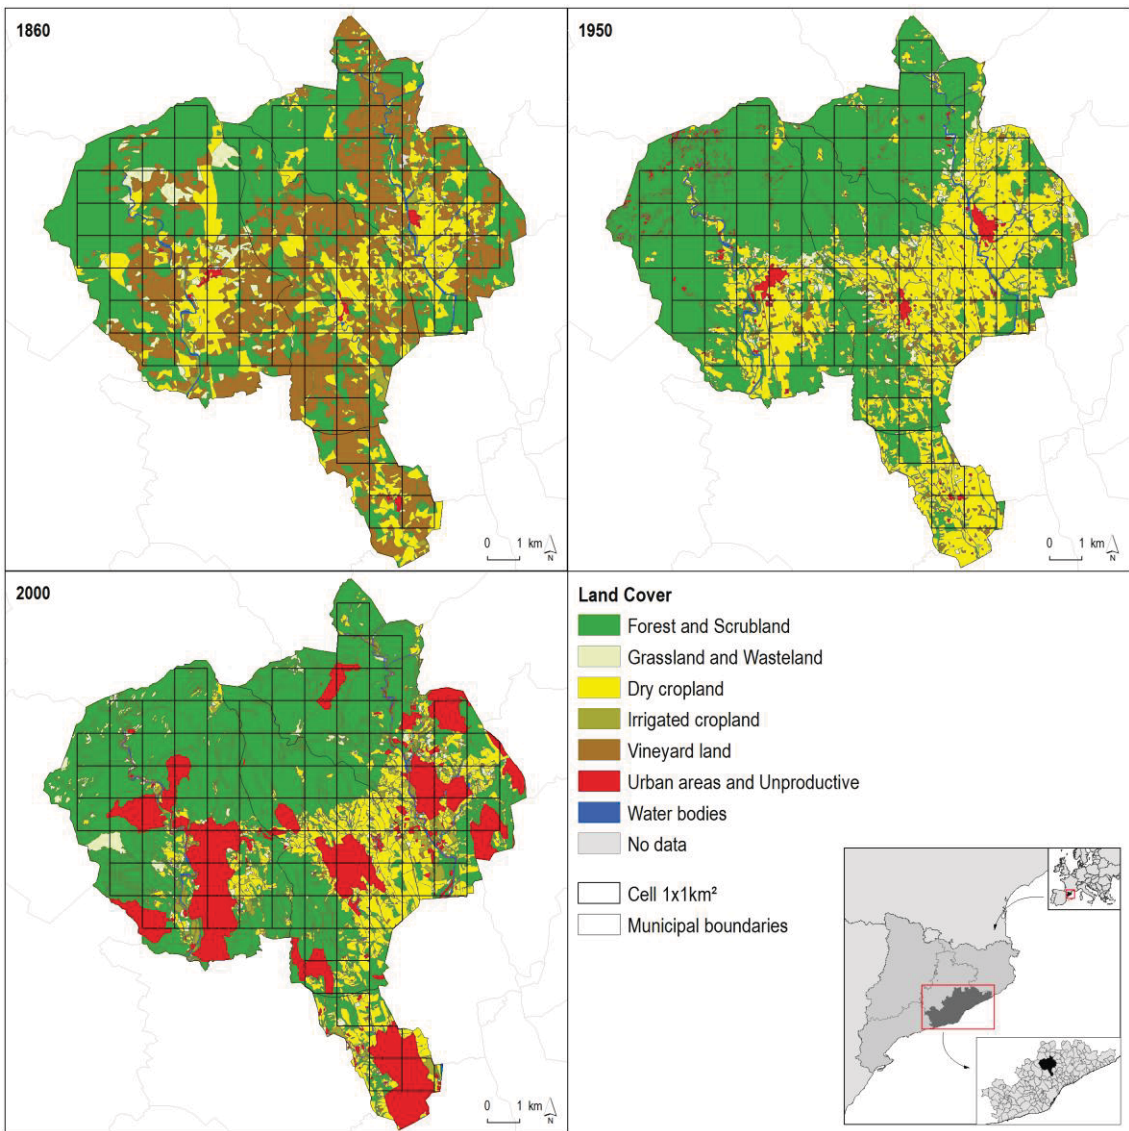 1860
0 1 km
N
1950
0 1 km
N
2000
0 1 km
N
Land Cover
Forest and Scrubland
Grassland and Wasteland
Dry cropland
Irrigated cropland
Vineyard land
Urban areas and Unproductive
Water bodies
No data
Cell 1x1km²
Municipal boundaries